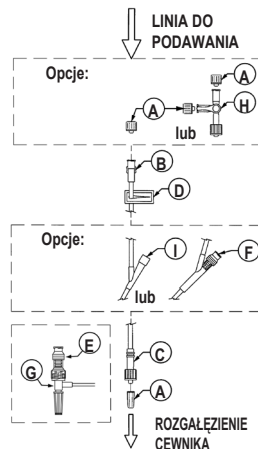 LINIA DO
PODAWANIA
Opcje:
A
A
H
lub
B
D
Opcje:
I
F
lub
E
G
C
A
ROZGAŁĘZIENIE
CEWNIKA